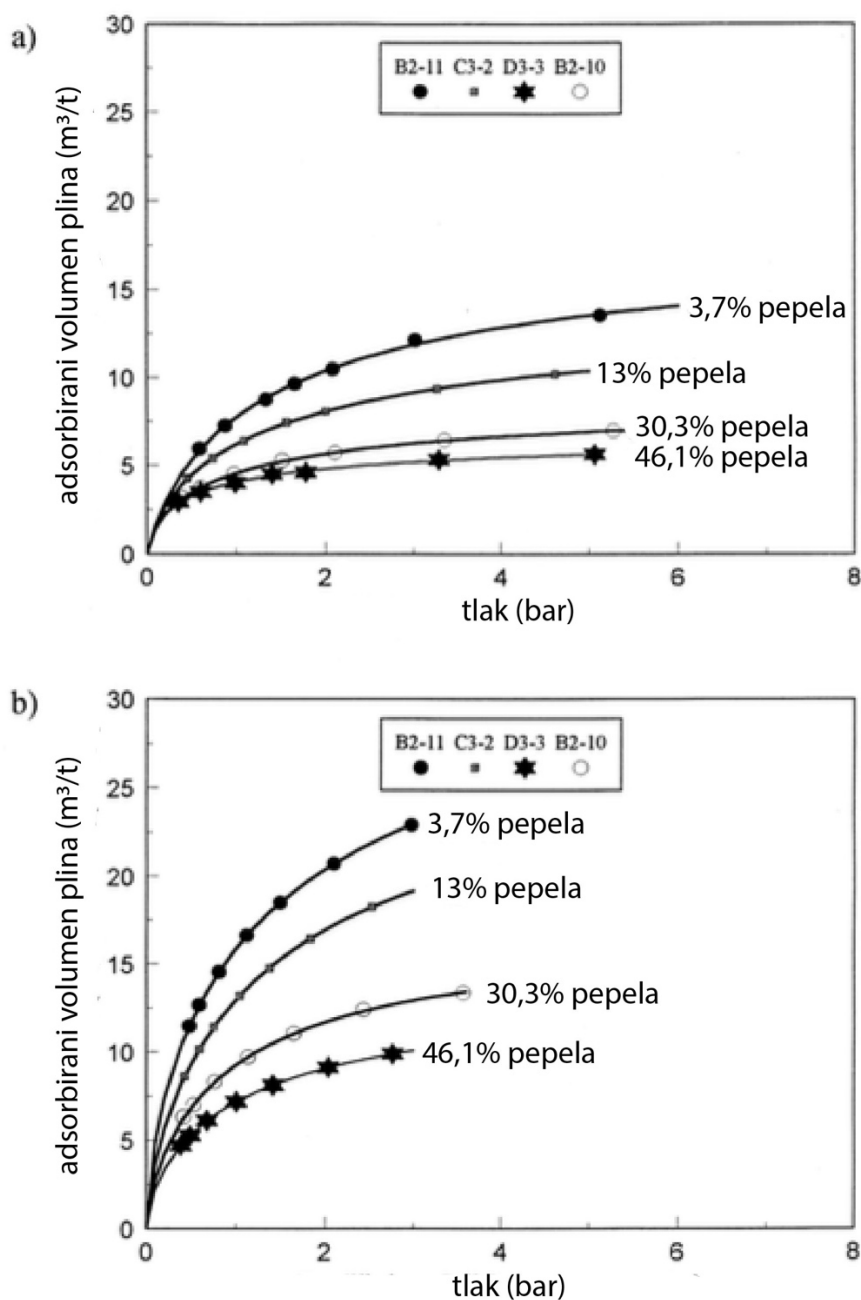 a)
30
25
20
15
10
5
0
adsorbirani volumen plina (m³/t)
B2-11 C3-2 D3-3 B2-10
3,7% pepela
13% pepela
30,3% pepela
46,1% pepela
0 2 4 6 8
tlak (bar)
b)
30
25
20
15
10
5
0
adsorbirani volumen plina (m³/t)
B2-11 C3-2 D3-3 B2-10
3,7% pepela
13% pepela
30,3% pepela
46,1% pepela
0 2 4 6 8
tlak (bar)